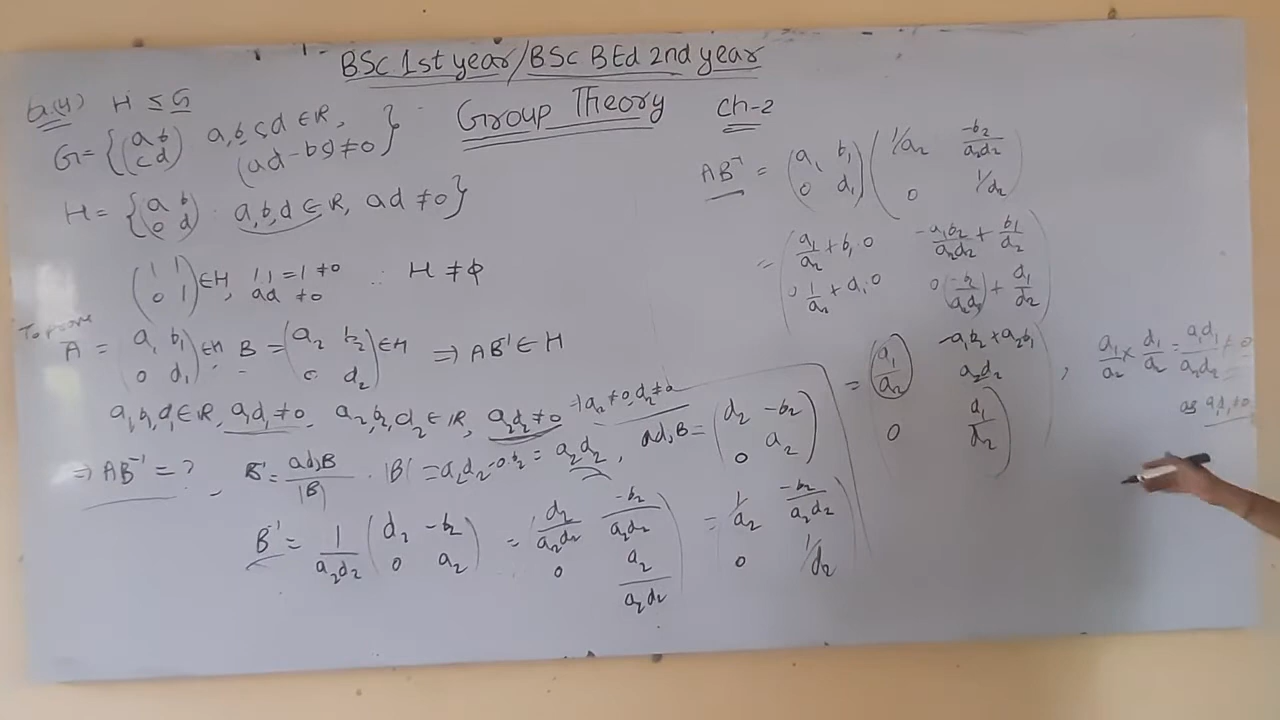 BSc 1st year/BSc BEd 2nd year
Group Theory Ch-2
Q.(4) H ≤ G
G = {(a b / c d) a,b,c,d ∈ R, (ad-bc) ≠ 0}
H = {(a b / 0 d) : a,b,d ∈ R, ad ≠ 0}
(1 1 / 0 1) ∈ H, 1.1 = 1 ≠ 0 ∴ H ≠ ϕ
ad ≠ 0
To prove
A = (a₁ b₁ / 0 d₁) ∈ H B = (a₂ b₂ / 0 d₂) ∈ H ⇒ AB⁻¹ ∈ H
a₁,b₁,d₁ ∈ R, a₁d₁ ≠ 0, a₂,b₂,d₂ ∈ R, a₂d₂ ≠ 0 ⇒ a₂ ≠ 0, d₂ ≠ 0
⇒ AB⁻¹ = ? , B⁻¹ = adjB/|B| . |B| = a₂d₂ - 0.b₂ = a₂d₂, adjB = (d₂ -b₂ / 0 a₂)
B⁻¹ = 1/a₂d₂ (d₂ -b₂ / 0 a₂) = (d₂/a₂d₂ -b₂/a₂d₂ / 0 a₂/a₂d₂) = 1/a₂ -b₂/a₂d₂ / 0 1/d₂)
AB⁻¹ = (a₁ b₁ / 0 d₁)(1/a₂ -b₂/a₂d₂ / 0 1/d₂)
= (a₁/a₂ + b₁.0 -a₁b₂/a₂d₂ + b₁/d₂ / 0 1/a₂ + d₁.0 0(-b₂/a₂d₂) + d₁/d₂)
= (a₁/a₂ -a₁b₂+a₂b₁/a₂d₂ / 0 d₁/d₂) , a₁/a₂ × d₁/d₂ = a₁d₁/a₂d₂ ≠ 0
as a₁d₁ ≠ 0